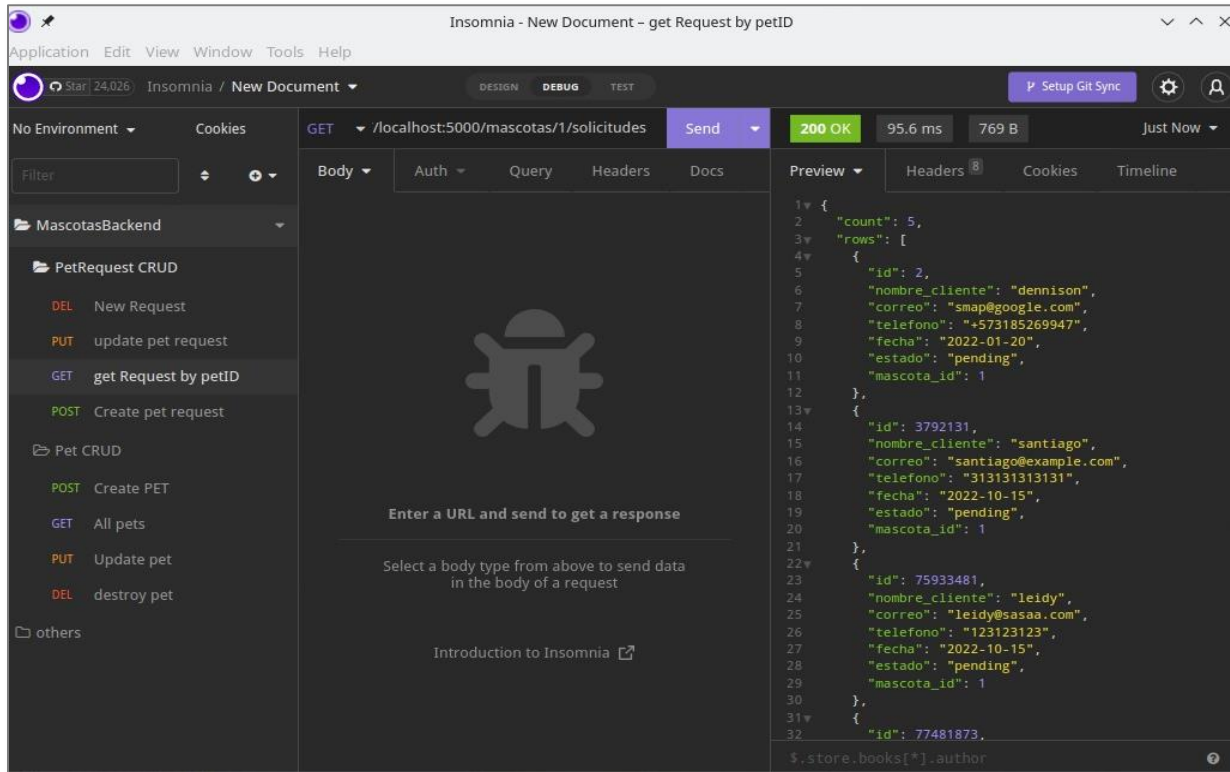 Insomnia - New Document – get Request by petID
Application Edit View Window Tools Help
Star 24,026 Insomnia / New Document DESIGN DEBUG TEST Setup Git Sync
No Environment Cookies
Filter
MascotasBackend
PetRequest CRUD
DEL New Request
PUT update pet request
GET get Request by petID
POST Create pet request
Pet CRUD
POST Create PET
GET All pets
PUT Update pet
DEL destroy pet
others
GET /localhost:5000/mascotas/1/solicitudes Send
Body Auth Query Headers Docs
Enter a URL and send to get a response
Select a body type from above to send data
in the body of a request
Introduction to Insomnia
200 OK 95.6 ms 769 B Just Now
Preview Headers 8 Cookies Timeline
1 {
2 "count": 5,
3 "rows": [
4 {
5 "id": 2,
6 "nombre_cliente": "dennison",
7 "correo": "smap@google.com",
8 "telefono": "+573185269947",
9 "fecha": "2022-01-20",
10 "estado": "pending",
11 "mascota_id": 1
12 },
13 {
14 "id": 3792131,
15 "nombre_cliente": "santiago",
16 "correo": "santiago@example.com",
17 "telefono": "313131313131",
18 "fecha": "2022-10-15",
19 "estado": "pending",
20 "mascota_id": 1
21 },
22 {
23 "id": 75933481,
24 "nombre_cliente": "leidy",
25 "correo": "leidy@sasaa.com",
26 "telefono": "123123123",
27 "fecha": "2022-10-15",
28 "estado": "pending",
29 "mascota_id": 1
30 },
31 {
32 "id": 77481873,
$.store.books[*].author